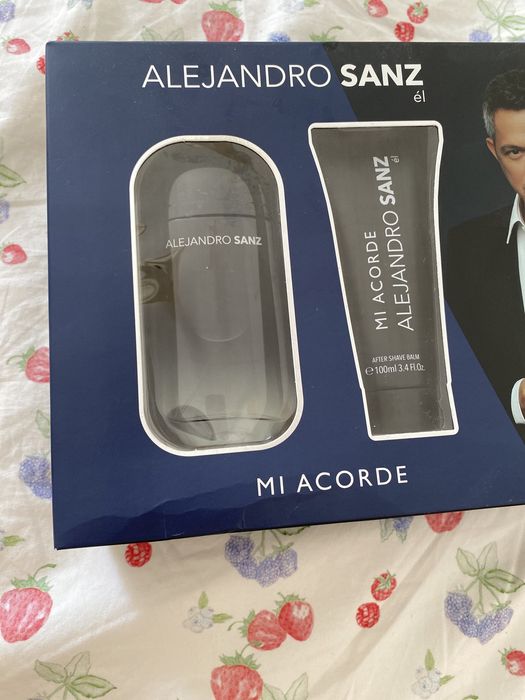 ALEJANDRO SANZ
él
ALEJANDRO SANZ
MI ACORDE
ALEJANDRO SANZ
él
AFTER SHAVE BALM
℮100ml 3.4 Fl.Oz.
MI ACORDE